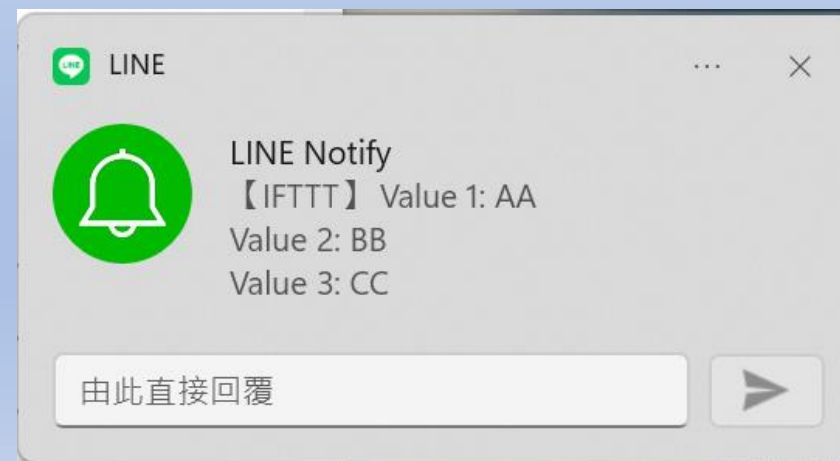 LINE
LINE Notify
【IFTTT】 Value 1: AA
Value 2: BB
Value 3: CC
由此直接回覆